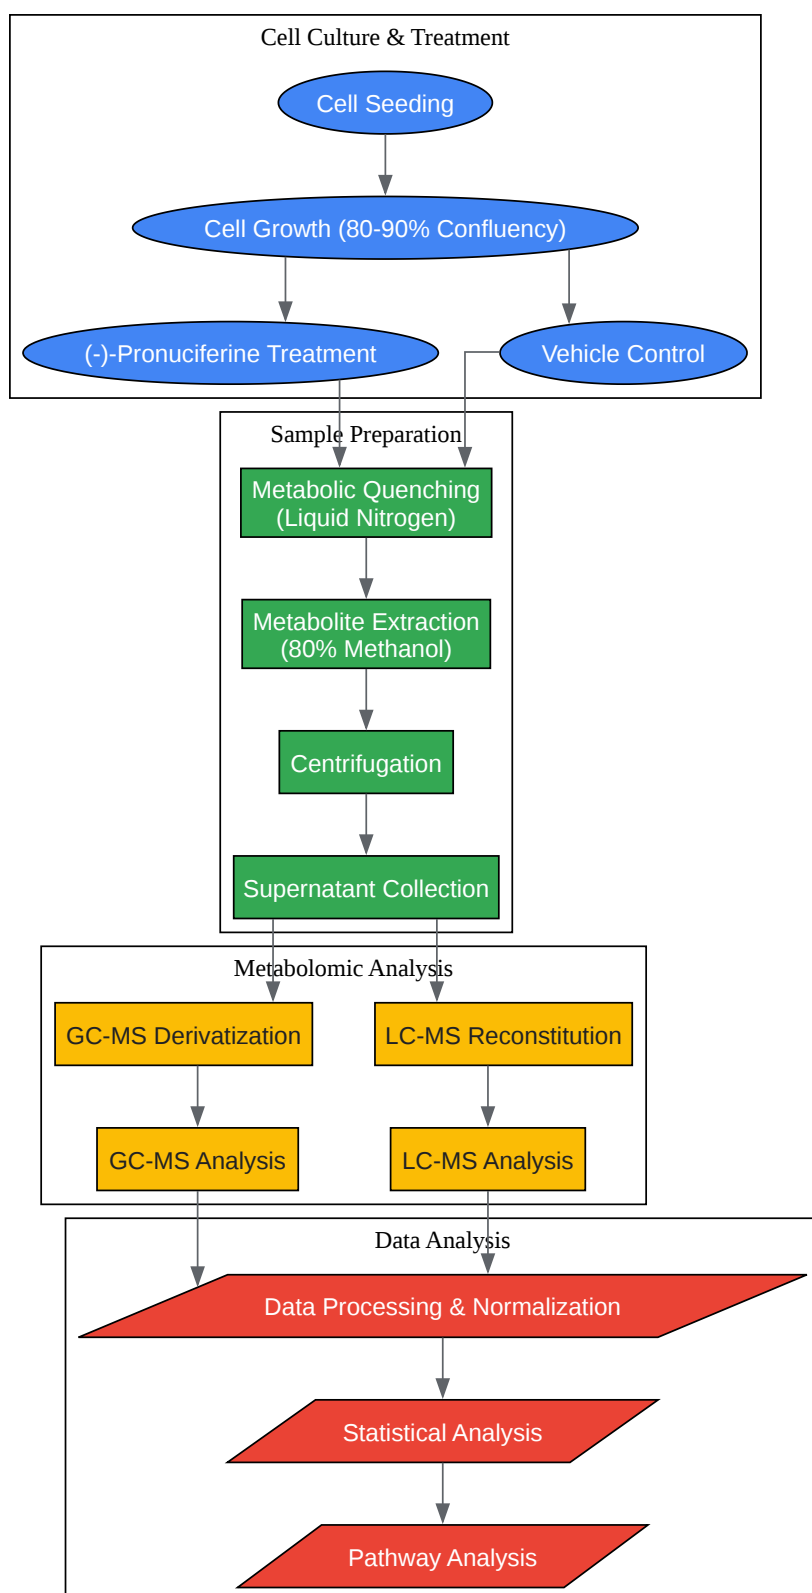 Cell Culture & Treatment
Cell Seeding
Cell Growth (80-90% Confluency)
(-)-Pronuciferine Treatment
Vehicle Control
Sample Preparation
Metabolic Quenching
(Liquid Nitrogen)
Metabolite Extraction
(80% Methanol)
Centrifugation
Supernatant Collection
Metabolomic Analysis
GC-MS Derivatization
LC-MS Reconstitution
GC-MS Analysis
LC-MS Analysis
Data Analysis
Data Processing & Normalization
Statistical Analysis
Pathway Analysis